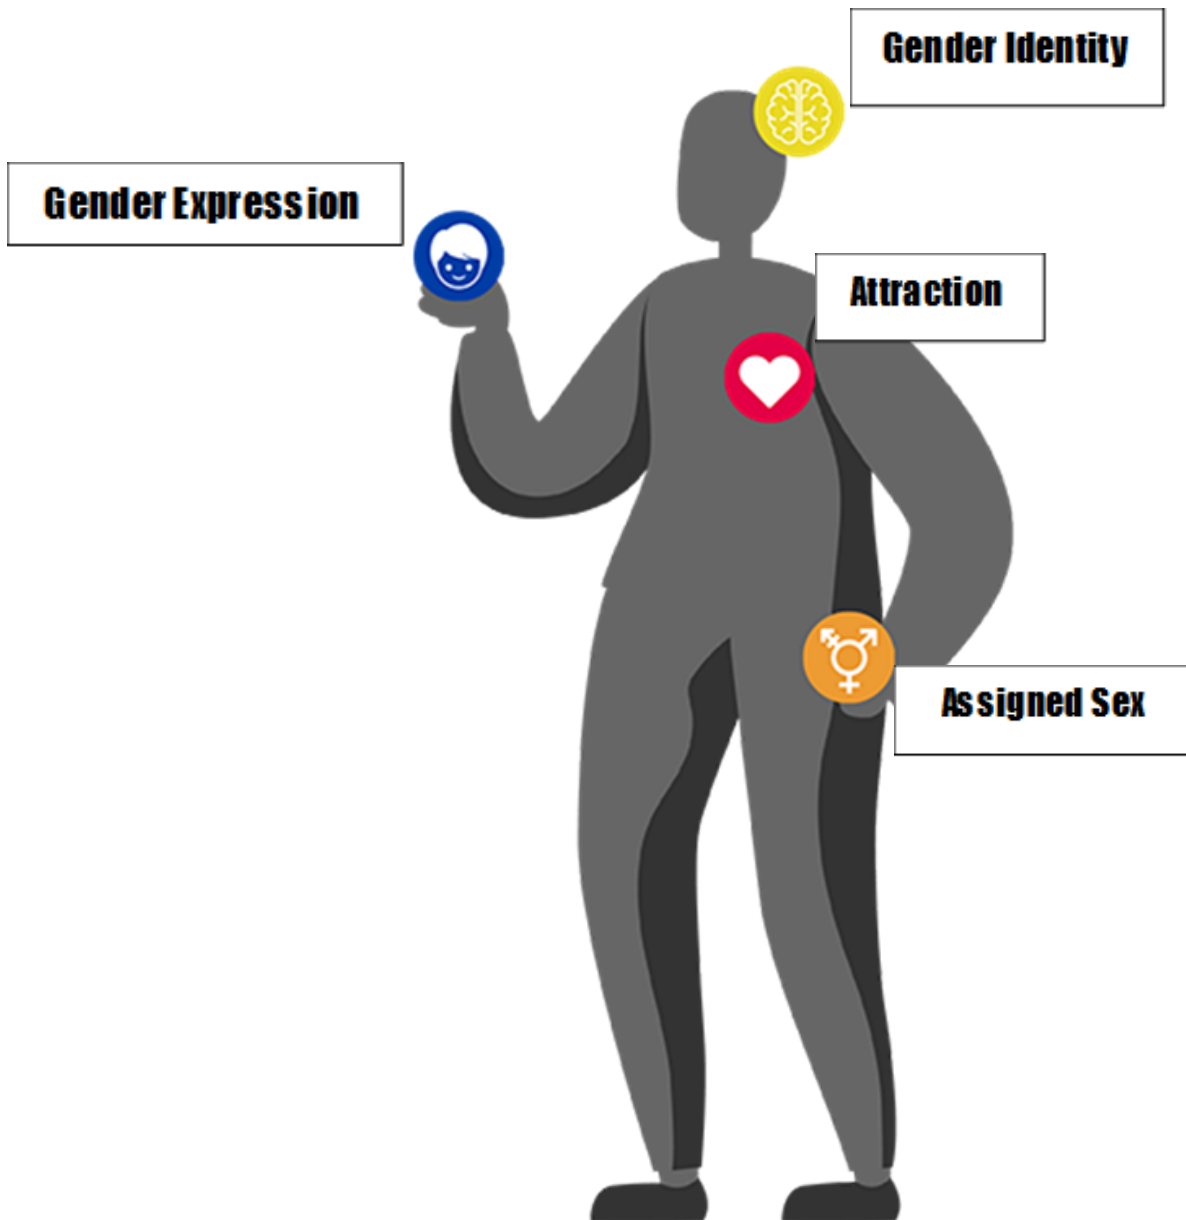 Gender Identity
Gender Expression
Attraction
Assigned Sex